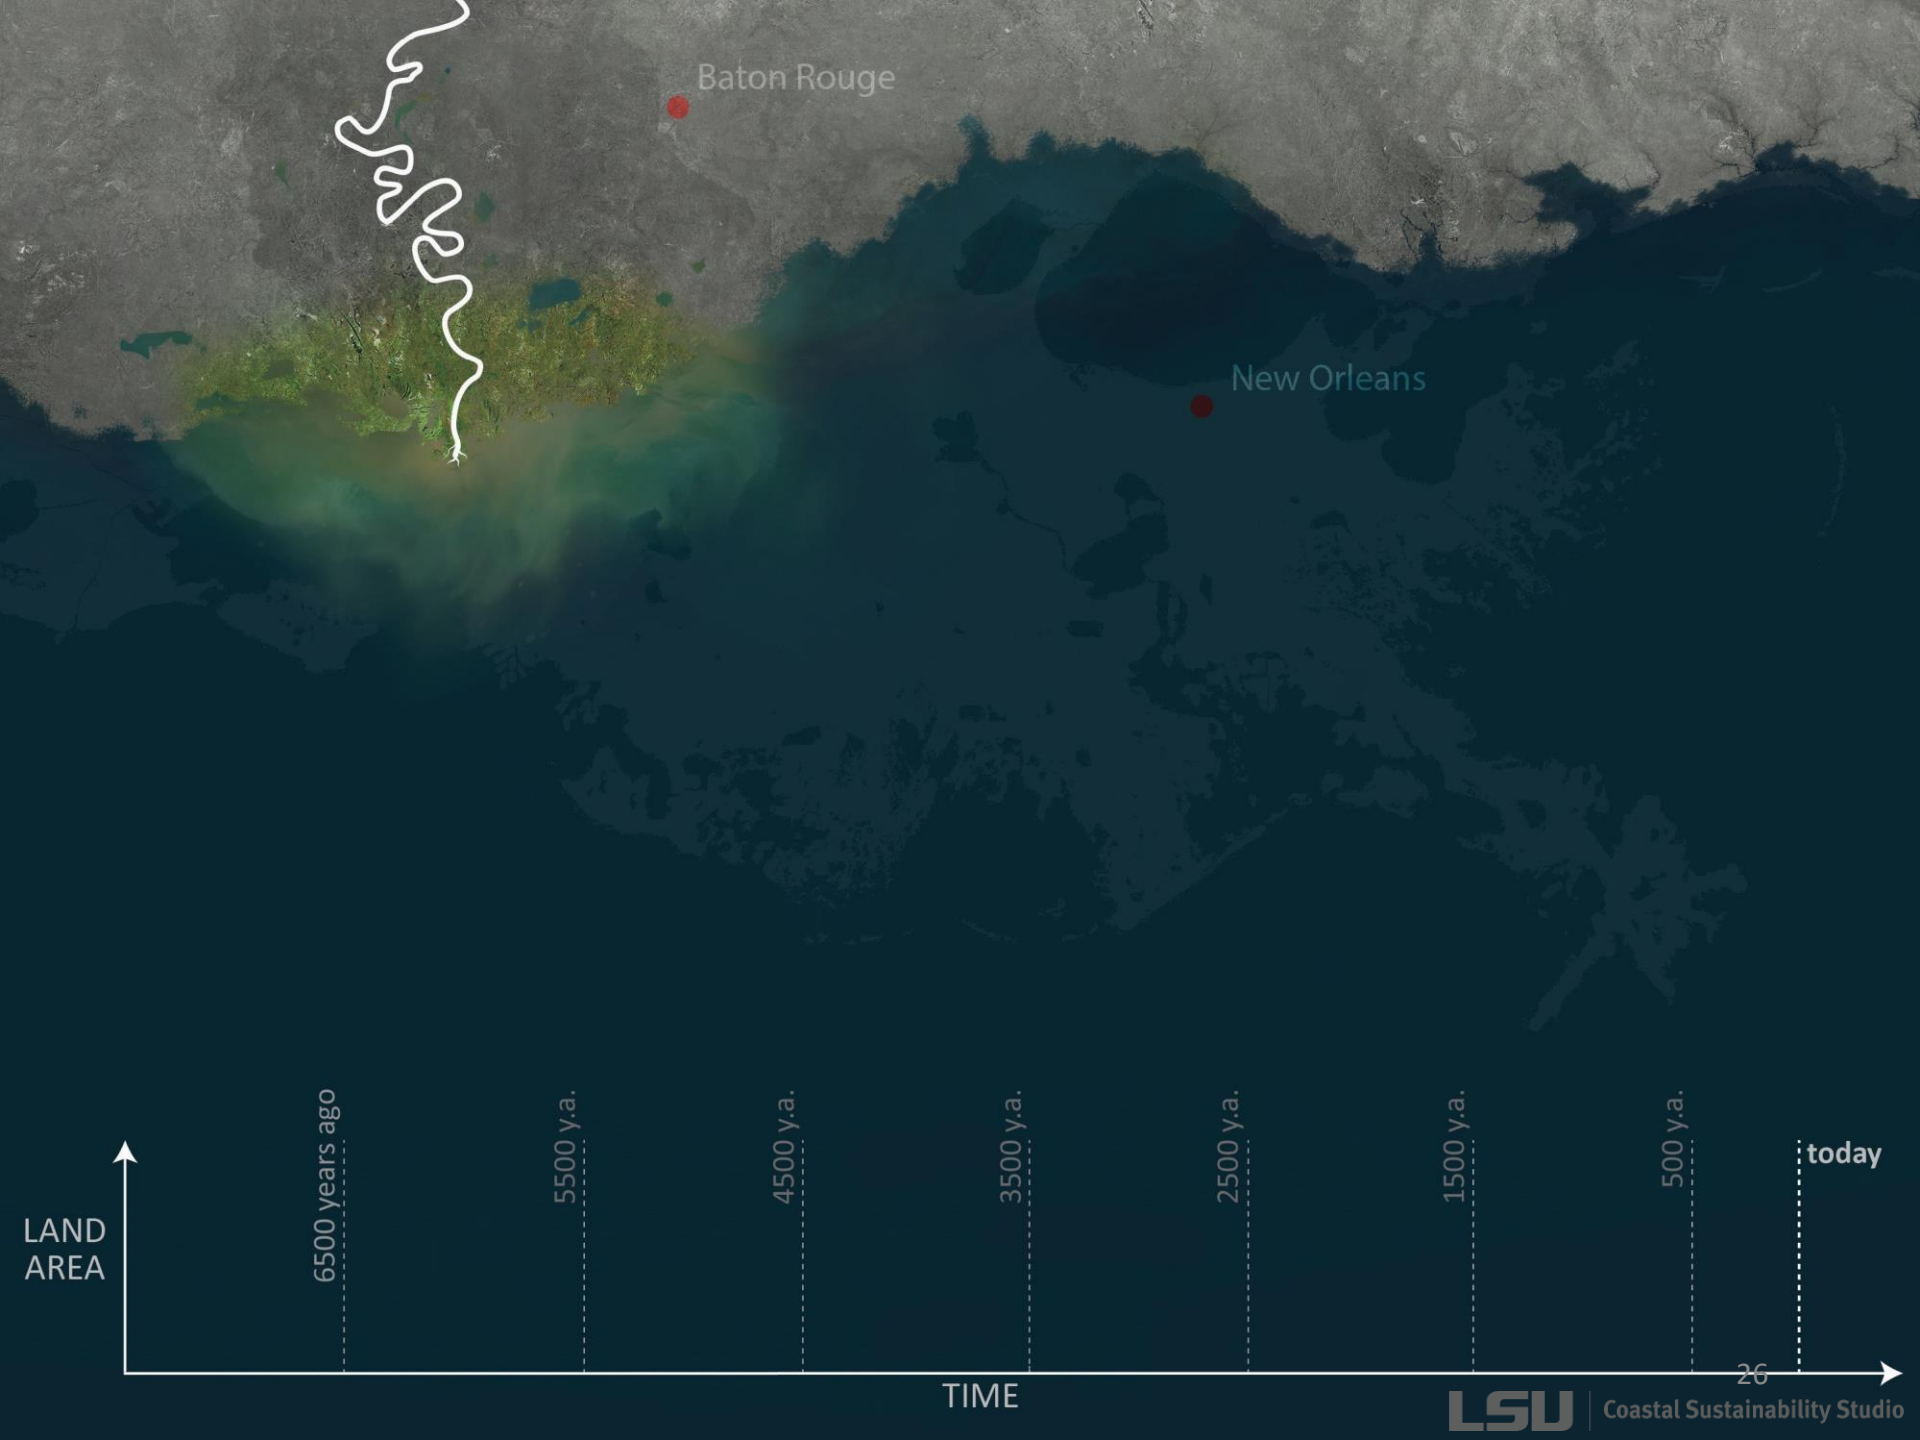 Baton Rouge
New Orleans
6500 years ago
5500 y.a.
4500 y.a.
3500 y.a.
2500 y.a.
1500 y.a.
500 y.a.
today
LAND
AREA
TIME
26
LSU Coastal Sustainability Studio